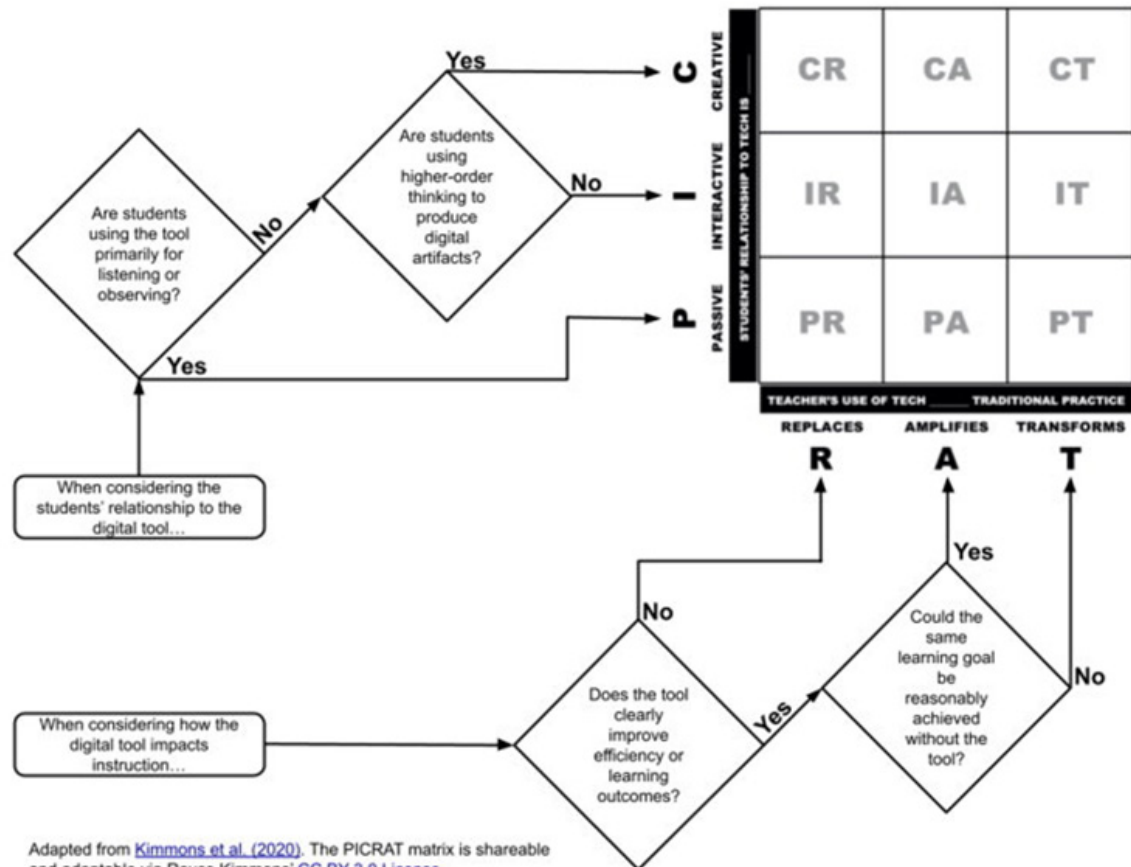 Yes
C
CREATIVE
Are students
using
higher-order
thinking to
produce
digital
artifacts?
No
I
INTERACTIVE
Are students
using the tool
primarily for
listening or
observing?
No
Yes
P
PASSIVE
STUDENTS' RELATIONSHIP TO TECH IS ______
CR CA CT
IR IA IT
PR PA PT
TEACHER'S USE OF TECH ______ TRADITIONAL PRACTICE
REPLACES AMPLIFIES TRANSFORMS
R A T
When considering the
students' relationship to the
digital tool…
When considering how the
digital tool impacts
instruction…
No
Does the tool
clearly
improve
efficiency or
learning
outcomes?
Yes
Yes
Could the
same
learning goal
be
reasonably
achieved
without the
tool?
No
Adapted from Kimmons et al. (2020). The PICRAT matrix is shareable